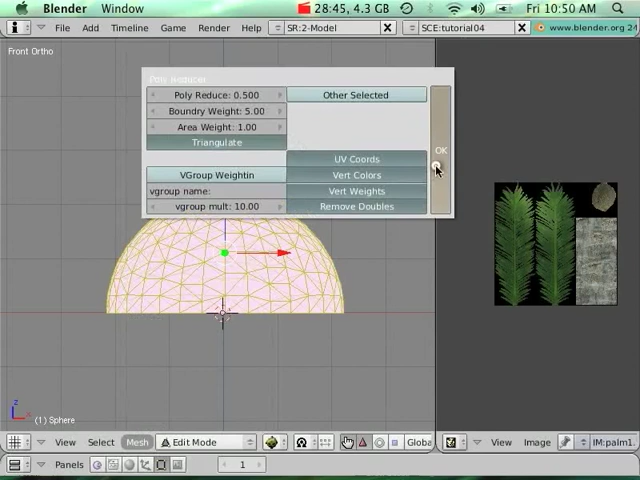 Blender Window 28:45, 4.3 GB Fri 10:50 AM
File Add Timeline Game Render Help SR:2-Model SCE:tutorial04 www.blender.org 24
Front Ortho
Poly Reducer
Poly Reduce: 0.500 Other Selected
Boundry Weight: 5.00
Area Weight: 1.00
Triangulate
OK
UV Coords
VGroup Weightin Vert Colors
vgroup name: Vert Weights
vgroup mult: 10.00 Remove Doubles
z
x
(1) Sphere
View Select Mesh Edit Mode Globa View Image IM:palm1.
Panels 1